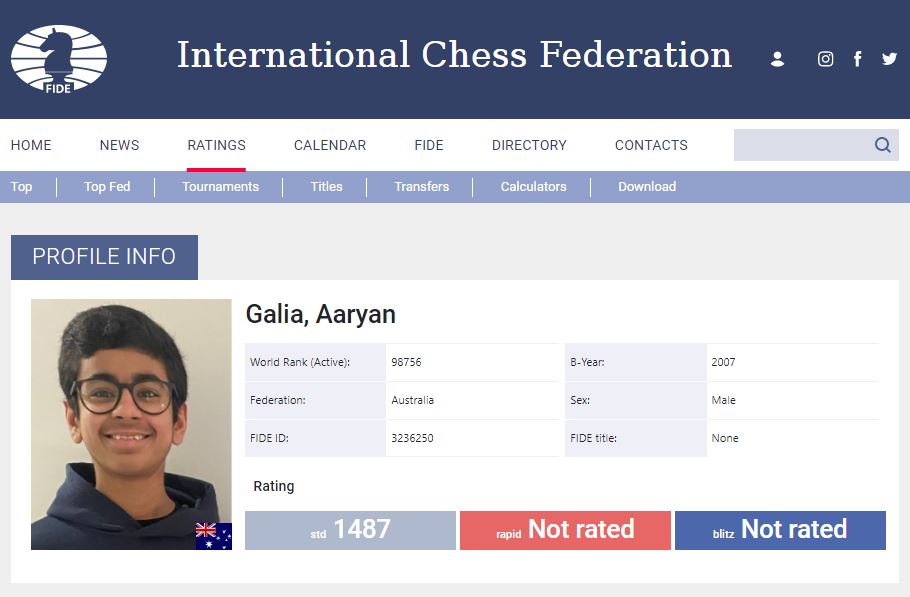 FIDE
International Chess Federation
HOME NEWS RATINGS CALENDAR FIDE DIRECTORY CONTACTS
Top Top Fed Tournaments Titles Transfers Calculators Download
PROFILE INFO
Galia, Aaryan
World Rank (Active): 98756 B-Year: 2007
Federation: Australia Sex: Male
FIDE ID: 3236250 FIDE title: None
Rating
std 1487 rapid Not rated blitz Not rated